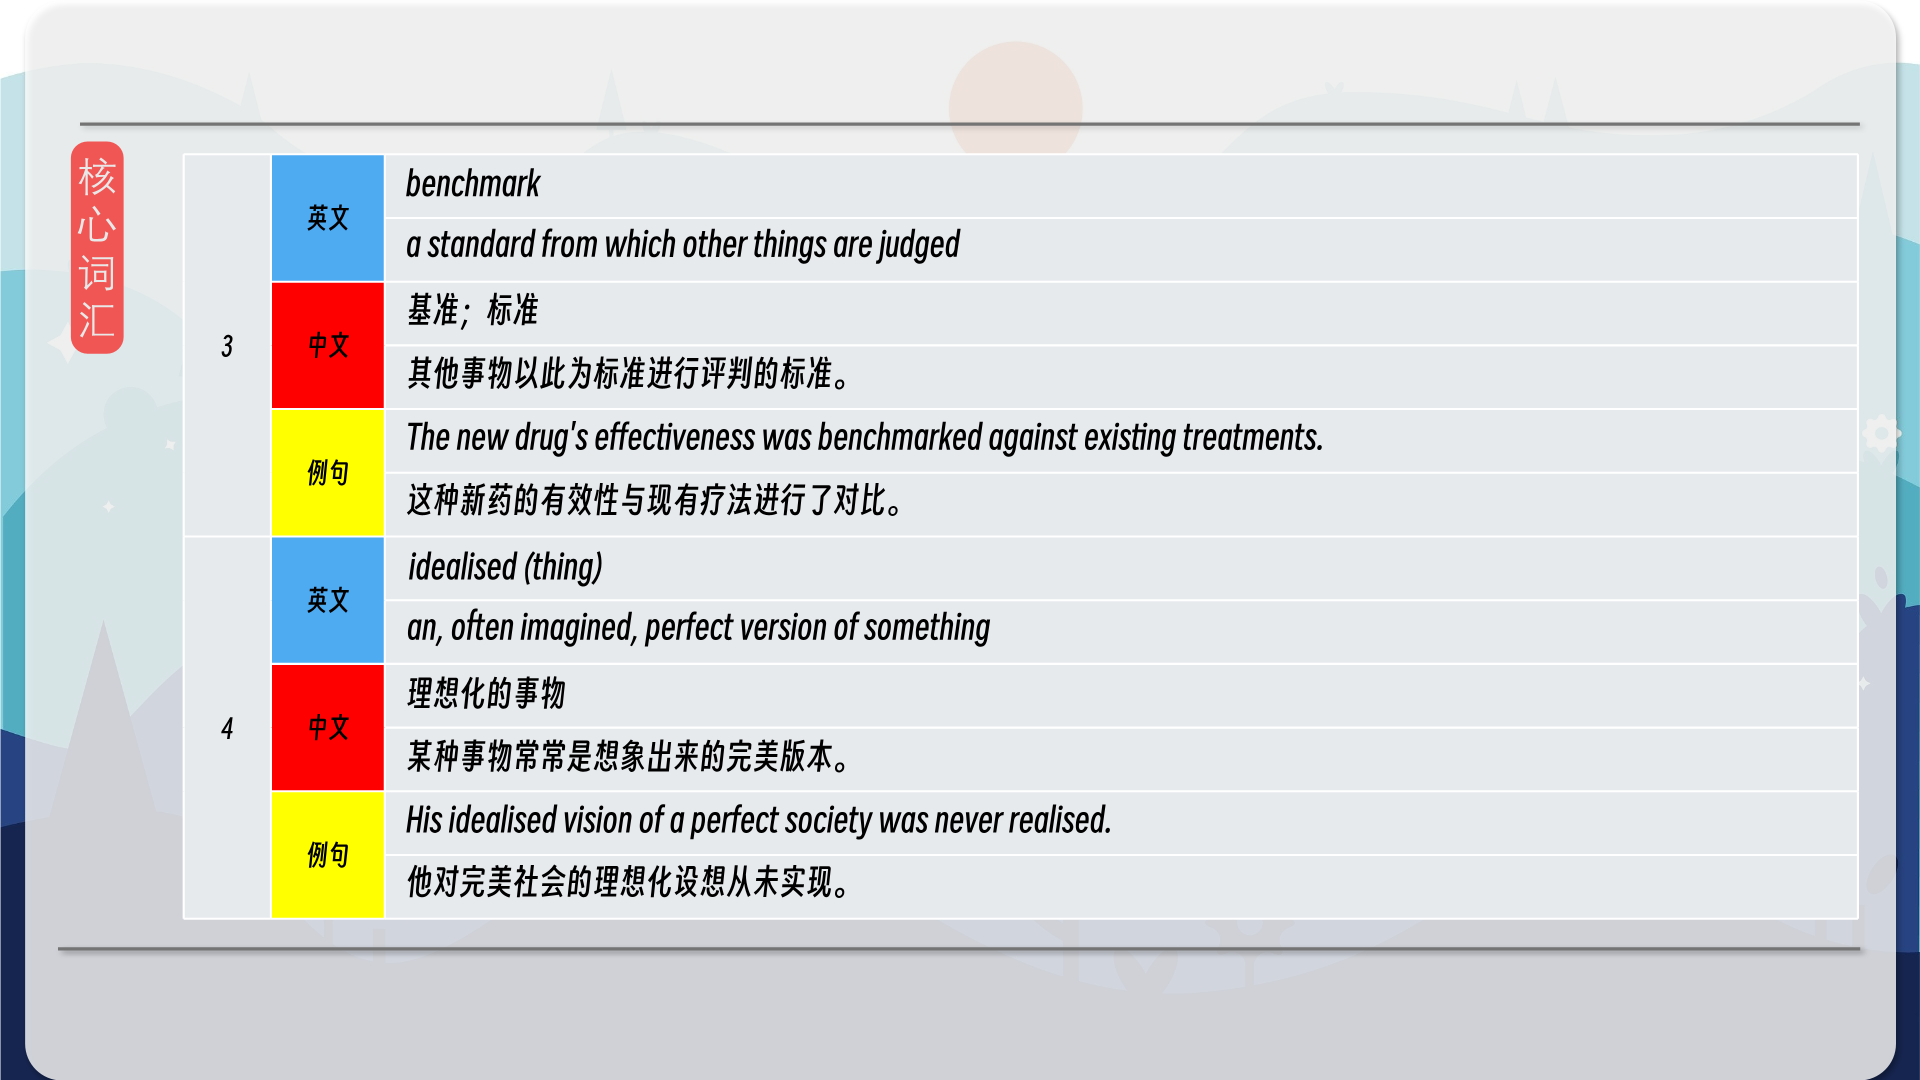 核心词汇
3
英文
benchmark
a standard from which other things are judged
中文
基准；标准
其他事物以此为标准进行评判的标准。
例句
The new drug's effectiveness was benchmarked against existing treatments.
这种新药的有效性与现有疗法进行了对比。
4
英文
idealised (thing)
an, often imagined, perfect version of something
中文
理想化的事物
某种事物常常是想象出来的完美版本。
例句
His idealised vision of a perfect society was never realised.
他对完美社会的理想化设想从未实现。